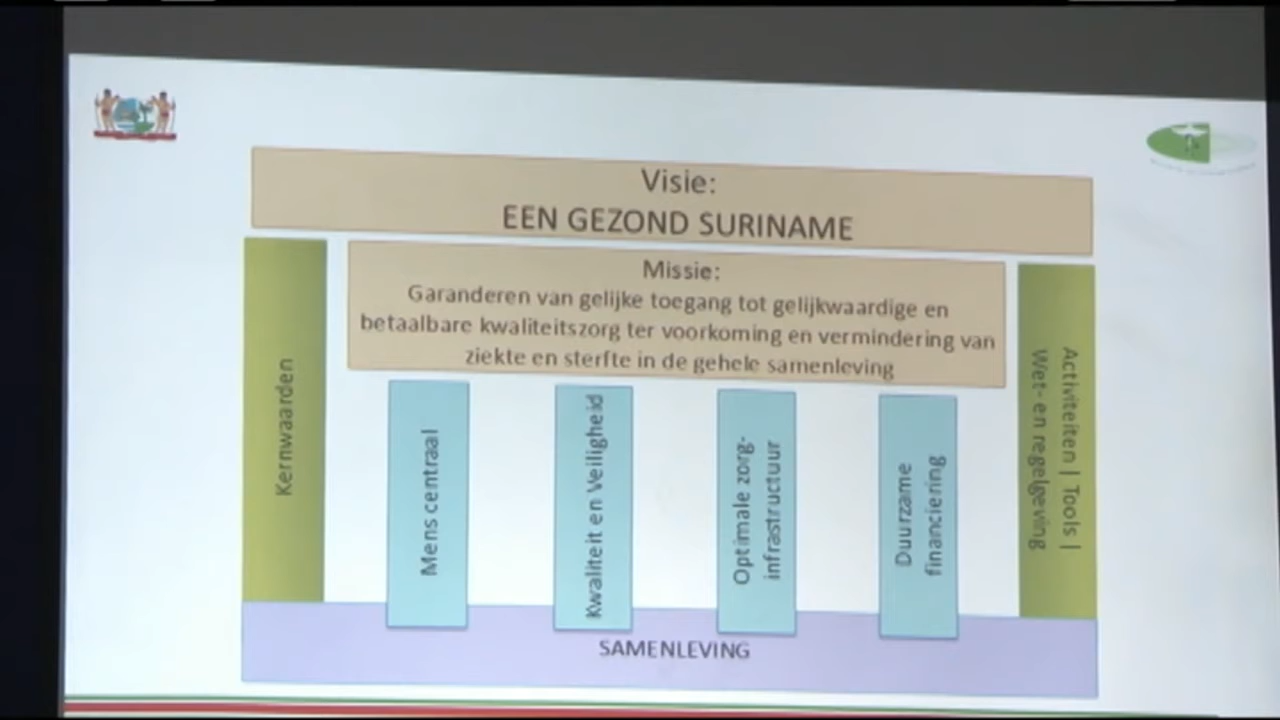 Visie:
EEN GEZOND SURINAME
Missie:
Garanderen van gelijke toegang tot gelijkwaardige en
betaalbare kwaliteitszorg ter voorkoming en vermindering van
ziekte en sterfte in de gehele samenleving
Kernwaarden
Mens centraal
Kwaliteit en Veiligheid
Optimale zorg-
infrastructuur
Duurzame
financiering
Activiteiten | Tools |
Wet- en regelgeving
SAMENLEVING